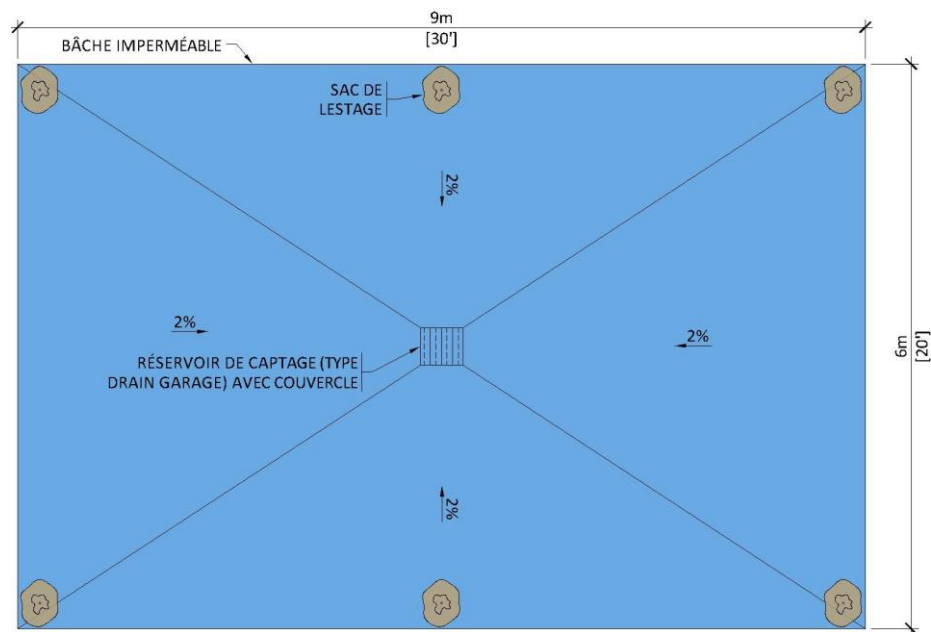 9m
[30']
BÂCHE IMPERMÉABLE
SAC DE
LESTAGE
2%
2%
2%
6m
[20']
RÉSERVOIR DE CAPTAGE (TYPE
DRAIN GARAGE) AVEC COUVERCLE
2%